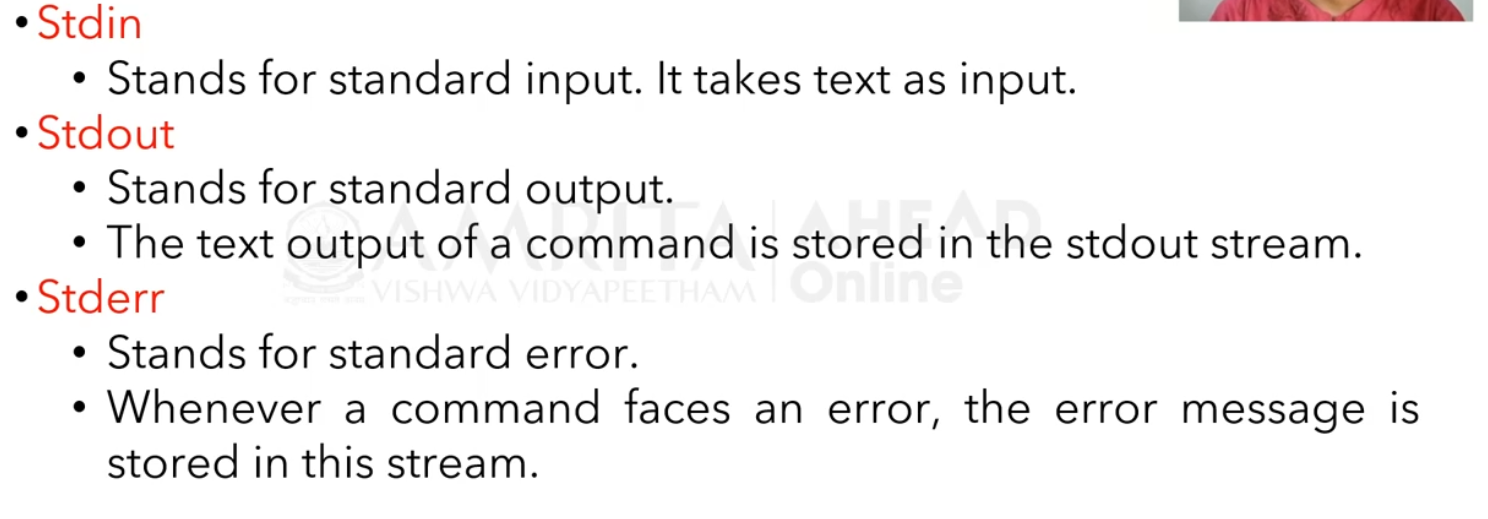 • Stdin
• Stands for standard input. It takes text as input.
• Stdout
• Stands for standard output.
• The text output of a command is stored in the stdout stream.
• Stderr
• Stands for standard error.
• Whenever a command faces an error, the error message is
stored in this stream.
AMRITA
VISHWA VIDYAPEETHAM
AHEAD
Online